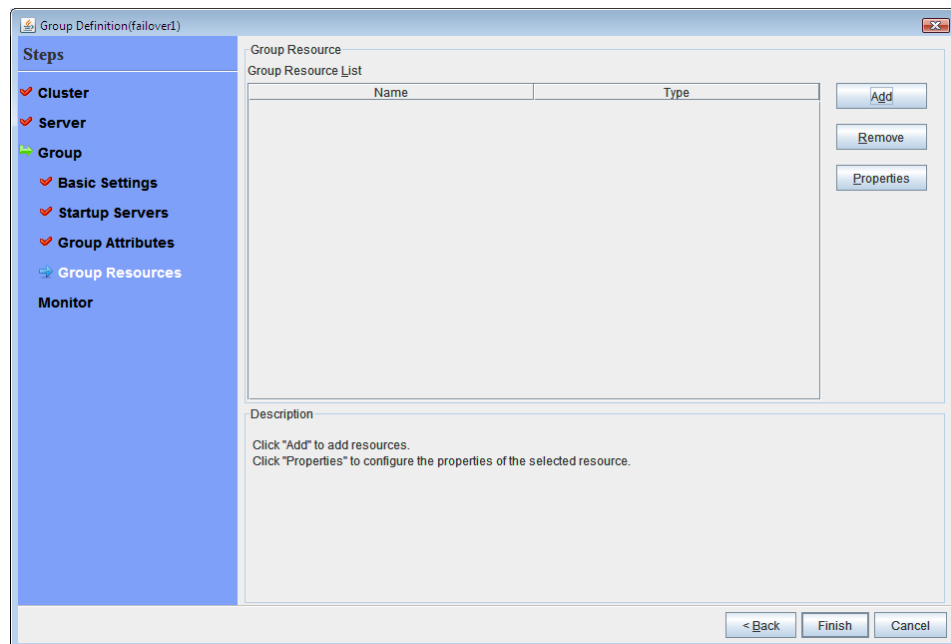 Group Definition(failover1)
Steps
Cluster
Server
Group
Basic Settings
Startup Servers
Group Attributes
Group Resources
Monitor
Group Resource
Group Resource List
Name Type
Add
Remove
Properties
Description
Click "Add" to add resources.
Click "Properties" to configure the properties of the selected resource.
< Back Finish Cancel